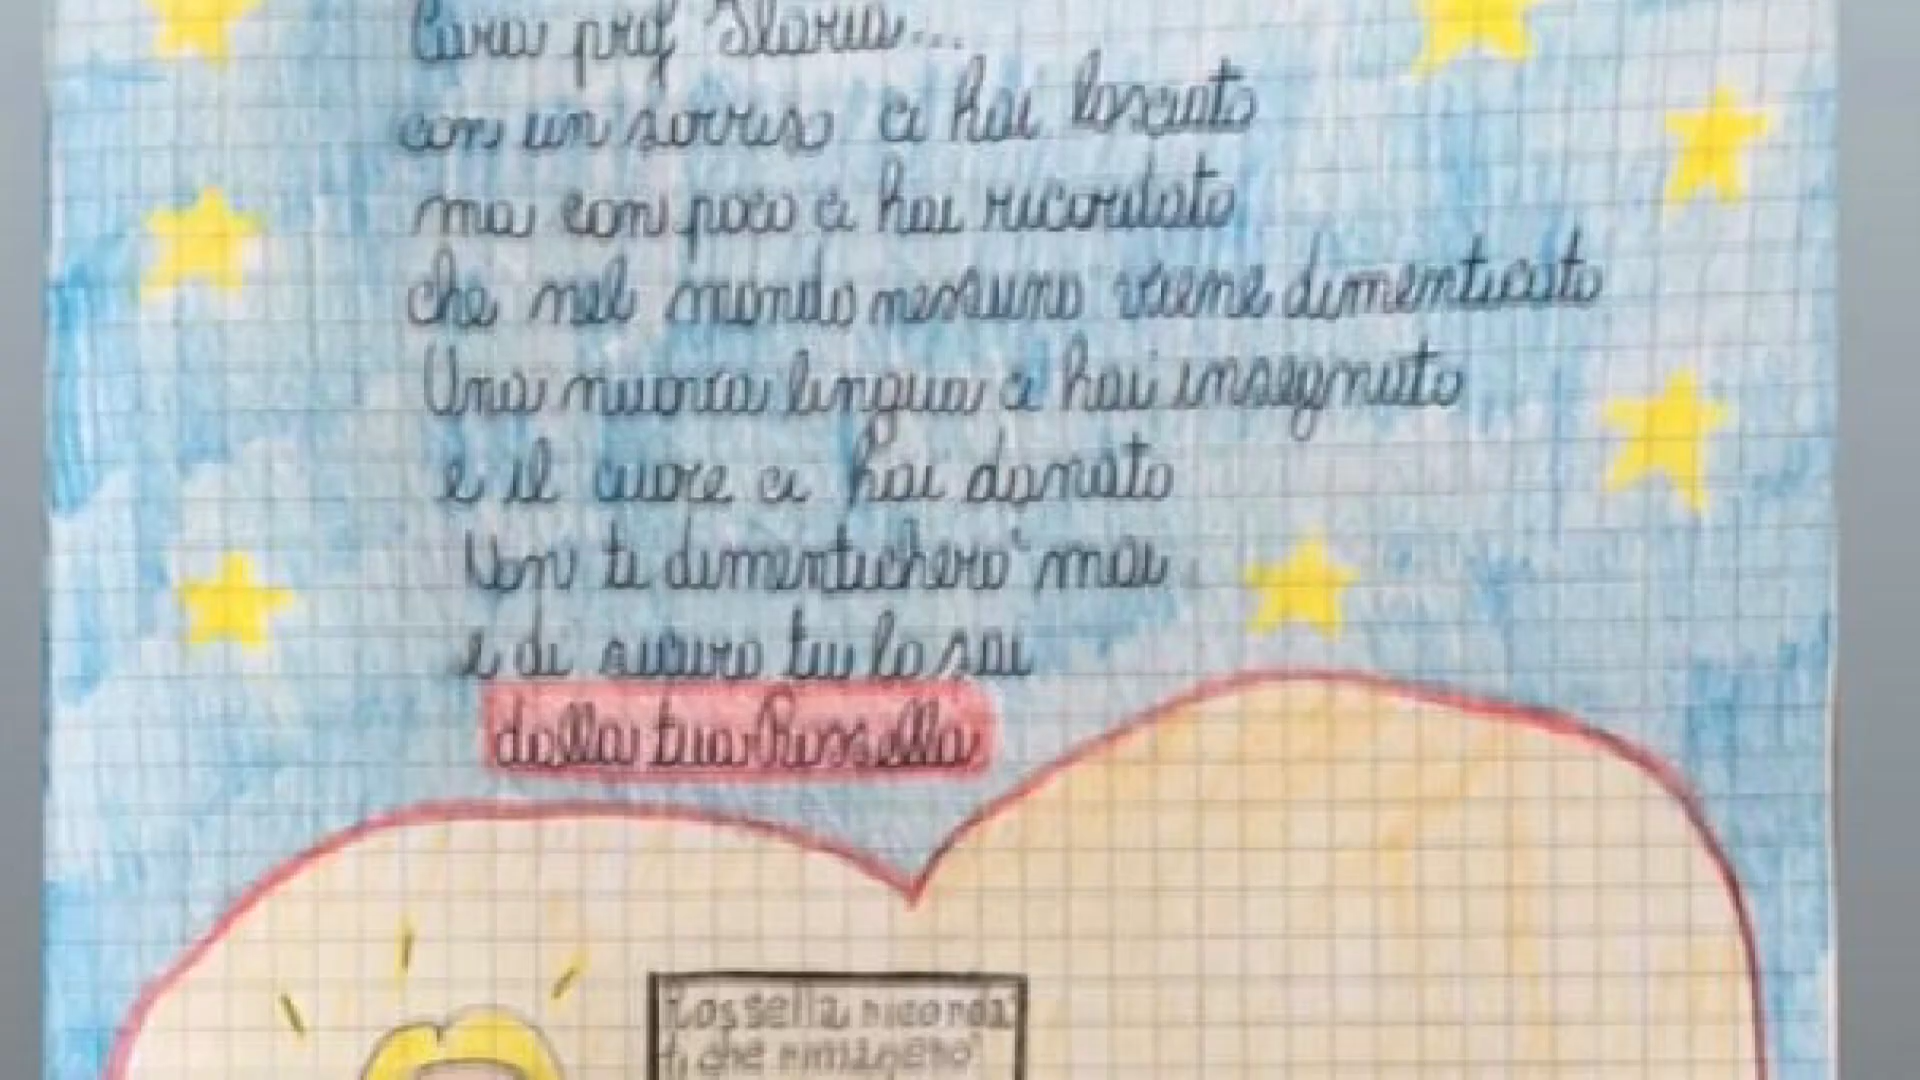 Cara prof Ilaria...
con un sorriso ci hai lasciato
ma con poco ci hai ricordato
che nel mondo nessuno viene dimenticato
Una nuova lingua ci hai insegnato
e il cuore ci hai donato
Non ti dimenticherò mai
e di sicuro tu lo sai
dalla tua Rossella
Rossella ricorda
ti che rimarrò